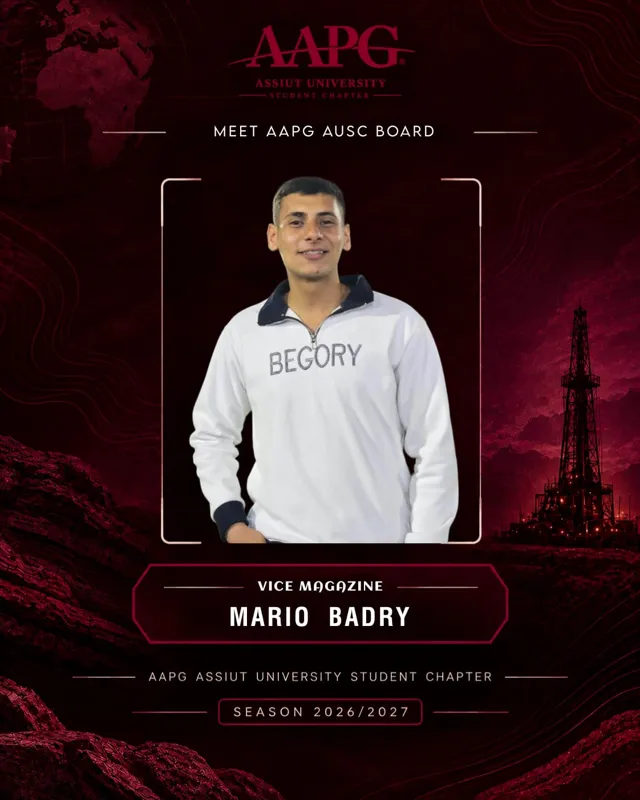 AAPG
ASSIUT UNIVERSITY
STUDENT CHAPTER
MEET AAPG AUSC BOARD
BEGORY
VICE MAGAZINE
MARIO BADRY
AAPG ASSIUT UNIVERSITY STUDENT CHAPTER
SEASON 2026/2027